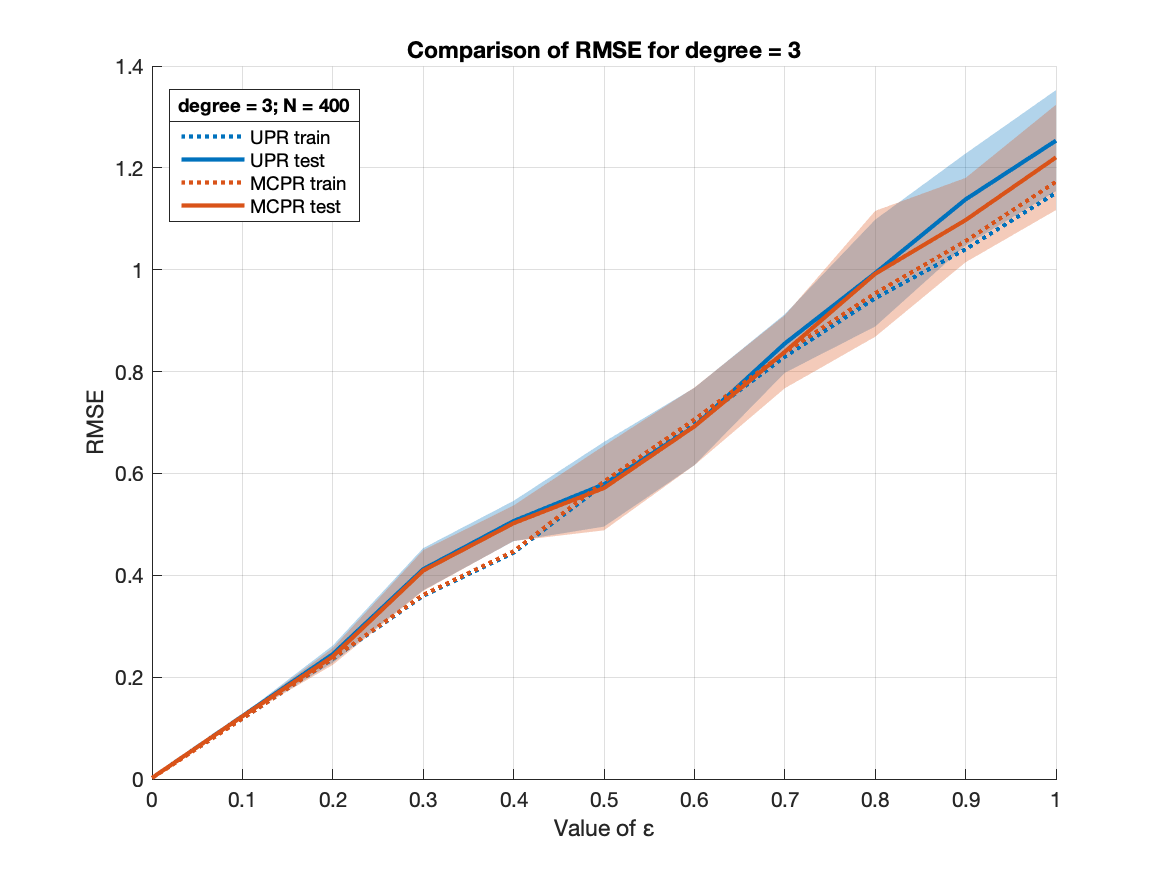 Comparison of RMSE for degree = 3
1.4
1.2
1
0.8
0.6
0.4
0.2
0
RMSE
degree = 3; N = 400
UPR train
UPR test
MCPR train
MCPR test
0 0.1 0.2 0.3 0.4 0.5 0.6 0.7 0.8 0.9 1
Value of ε